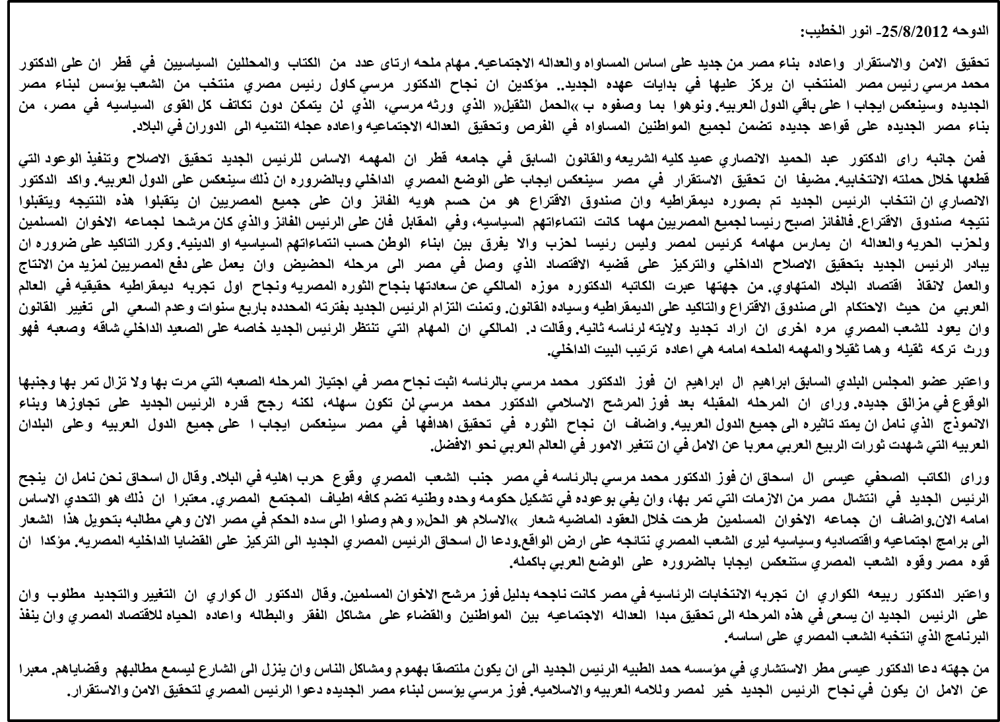 الدوحه 25/8/2012- انور الخطيب:
تحقيق الامن والاستقرار واعاده بناء مصر من جديد على اساس المساواه والعداله الاجتماعيه. مهام ملحه ارتاى عدد من الكتاب والمحللين السياسيين في قطر ان على الدكتور
محمد مرسي رئيس مصر المنتخب ان يركز عليها في بدايات عهده الجديد.. مؤكدين ان نجاح الدكتور مرسي كاول رئيس مصري منتخب من الشعب يؤسس لبناء مصر
الجديده وسينعكس ايجاب ا على باقي الدول العربيه. ونوهوا بما وصفوه ب »الحمل الثقيل« الذي ورثه مرسي، الذي لن يتمكن دون تكاتف كل القوى السياسيه في مصر، من
بناء مصر الجديده على قواعد جديده تضمن لجميع المواطنين المساواه في الفرص وتحقيق العداله الاجتماعيه واعاده عجله التنميه الى الدوران في البلاد.
فمن جانبه راى الدكتور عبد الحميد الانصاري عميد كليه الشريعه والقانون السابق في جامعه قطر ان المهمه الاساس للرئيس الجديد تحقيق الاصلاح وتنفيذ الوعود التي
قطعها خلال حملته الانتخابيه. مضيفا ان تحقيق الاستقرار في مصر سينعكس ايجاب على الوضع المصري الداخلي وبالضروره ان ذلك سينعكس على الدول العربيه. واكد الدكتور
الانصاري ان انتخاب الرئيس الجديد تم بصوره ديمقراطيه وان صندوق الاقتراع هو من حسم هويه الفائز وان على جميع المصريين ان يتقبلوا هذه النتيجه ويتقبلوا
نتيجه صندوق الاقتراع. فالفائز اصبح رئيسا لجميع المصريين مهما كانت انتماءاتهم السياسيه، وفي المقابل فان على الرئيس الفائز والذي كان مرشحا لجماعه الاخوان المسلمين
ولحزب الحريه والعداله ان يمارس مهامه كرئيس لمصر وليس رئيسا لحزب والا يفرق بين ابناء الوطن حسب انتماءاتهم السياسيه او الدينيه. وكرر التاكيد على ضروره ان
يبادر الرئيس الجديد بتحقيق الاصلاح الداخلي والتركيز على قضيه الاقتصاد الذي وصل في مصر الى مرحله الحضيض وان يعمل على دفع المصريين لمزيد من الانتاج
والعمل لانقاذ اقتصاد البلاد المتهاوي. من جهتها عبرت الكاتبه الدكتوره موزه المالكي عن سعادتها بنجاح الثوره المصريه ونجاح اول تجربه ديمقراطيه حقيقيه في العالم
العربي من حيث الاحتكام الى صندوق الاقتراع والتاكيد على الديمقراطيه وسياده القانون. وتمنت التزام الرئيس الجديد بفترته المحدده باربع سنوات وعدم السعي الى تغيير القانون
وان يعود للشعب المصري مره اخرى ان اراد تجديد ولايته لرئاسه ثانيه. وقالت د. المالكي ان المهام التي تنتظر الرئيس الجديد خاصه على الصعيد الداخلي شاقه وصعبه فهو
ورث تركه ثقيله وهما ثقيلا والمهمه الملحه امامه هي اعاده ترتيب البيت الداخلي.
واعتبر عضو المجلس البلدي السابق ابراهيم ال ابراهيم ان فوز الدكتور محمد مرسي بالرئاسه اثبت نجاح مصر في اجتياز المرحله الصعبه التي مرت بها ولا تزال تمر بها وجنبها
الوقوع في مزالق جديده. وراى ان المرحله المقبله بعد فوز المرشح الاسلامي الدكتور محمد مرسي لن تكون سهله، لكنه رجح قدره الرئيس الجديد على تجاوزها وبناء
الانموذج الذي نامل ان يمتد تاثيره الى جميع الدول العربيه. واضاف ان نجاح الثوره في تحقيق اهدافها في مصر سينعكس ايجاب ا على جميع الدول العربيه وعلى البلدان
العربيه التي شهدت ثورات الربيع العربي معربا عن الامل في ان تتغير الامور في العالم العربي نحو الافضل.
وراى الكاتب الصحفي عيسى ال اسحاق ان فوز الدكتور محمد مرسي بالرئاسه في مصر جنب الشعب المصري وقوع حرب اهليه في البلاد. وقال ال اسحاق نحن نامل ان ينجح
الرئيس الجديد في انتشال مصر من الازمات التي تمر بها، وان يفي بوعوده في تشكيل حكومه وحده وطنيه تضم كافه اطياف المجتمع المصري. معتبرا ان ذلك هو التحدي الاساس
امامه الان.واضاف ان جماعه الاخوان المسلمين طرحت خلال العقود الماضيه شعار »الاسلام هو الحل« وهم وصلوا الى سده الحكم في مصر الان وهي مطالبه بتحويل هذا الشعار
الى برامج اجتماعيه واقتصاديه وسياسيه ليرى الشعب المصري نتائجه على ارض الواقع.ودعا ال اسحاق الرئيس المصري الجديد الى التركيز على القضايا الداخليه المصريه. مؤكدا ان
قوه مصر وقوه الشعب المصري ستنعكس ايجابا بالضروره على الوضع العربي باكمله.
واعتبر الدكتور ربيعه الكواري ان تجربه الانتخابات الرئاسيه في مصر كانت ناجحه بدليل فوز مرشح الاخوان المسلمين. وقال الدكتور ال كواري ان التغيير والتجديد مطلوب وان
على الرئيس الجديد ان يسعى في هذه المرحله الى تحقيق مبدا العداله الاجتماعيه بين المواطنين والقضاء على مشاكل الفقر والبطاله واعاده الحياه للاقتصاد المصري وان ينفذ
البرنامج الذي انتخبه الشعب المصري على اساسه.
من جهته دعا الدكتور عيسى مطر الاستشاري في مؤسسه حمد الطبيه الرئيس الجديد الى ان يكون ملتصقا بهموم ومشاكل الناس وان ينزل الى الشارع ليسمع مطالبهم وقضاياهم. معبرا
عن الامل ان يكون في نجاح الرئيس الجديد خير لمصر وللامه العربيه والاسلاميه. فوز مرسي يؤسس لبناء مصر الجديده دعوا الرئيس المصري لتحقيق الامن والاستقرار.